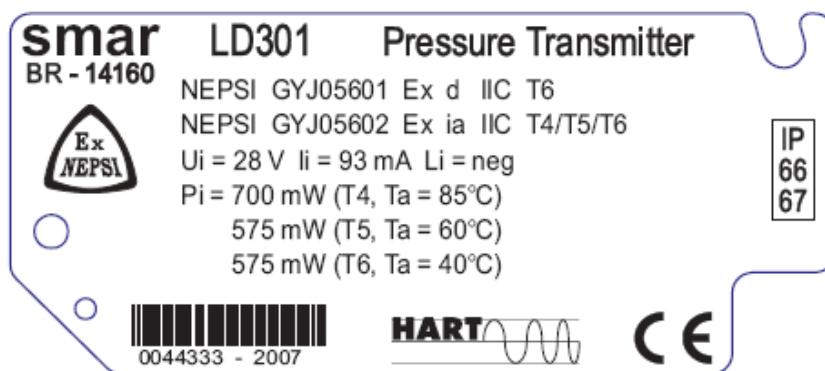 smar LD301 Pressure Transmitter
BR - 14160
NEPSI GYJ05601 Ex d IIC T6
NEPSI GYJ05602 Ex ia IIC T4/T5/T6
Ex
NEPSI
Ui = 28 V Ii = 93 mA Li = neg
Pi = 700 mW (T4, Ta = 85°C)
575 mW (T5, Ta = 60°C)
575 mW (T6, Ta = 40°C)
IP
66
67
0044333 - 2007
HART
CE